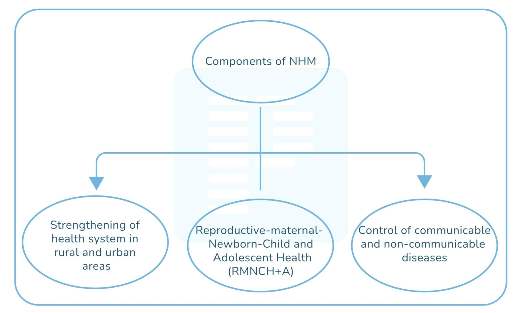 Components of NHM
Strengthening of
health system in
rural and urban
areas
Reproductive-maternal-
Newborn-Child and
Adolescent Health
(RMNCH+A)
Control of communicable
and non-communicable
diseases